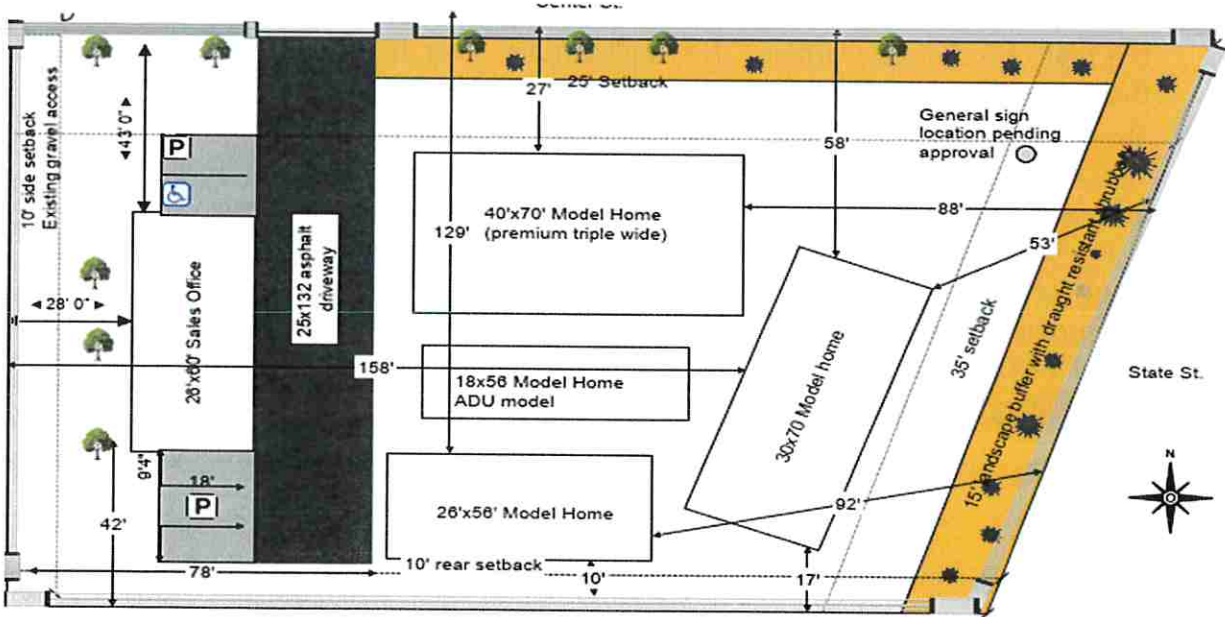 Center St.
25' Setback
27'
10' side setback
Existing gravel access
43' 0"
P
58'
General sign
location pending
approval
40'x70' Model Home
(premium triple wide)
88'
129'
53'
25x132 asphalt
driveway
28' 0"
26'x60' Sales Office
158'
18x56 Model Home
ADU model
30x70 Model home
35' setback
15' landscape buffer with draught resistant shrubbery
State St.
N
9'4"
18'
P
42'
26'x56' Model Home
92'
78'
10' rear setback
10'
17'